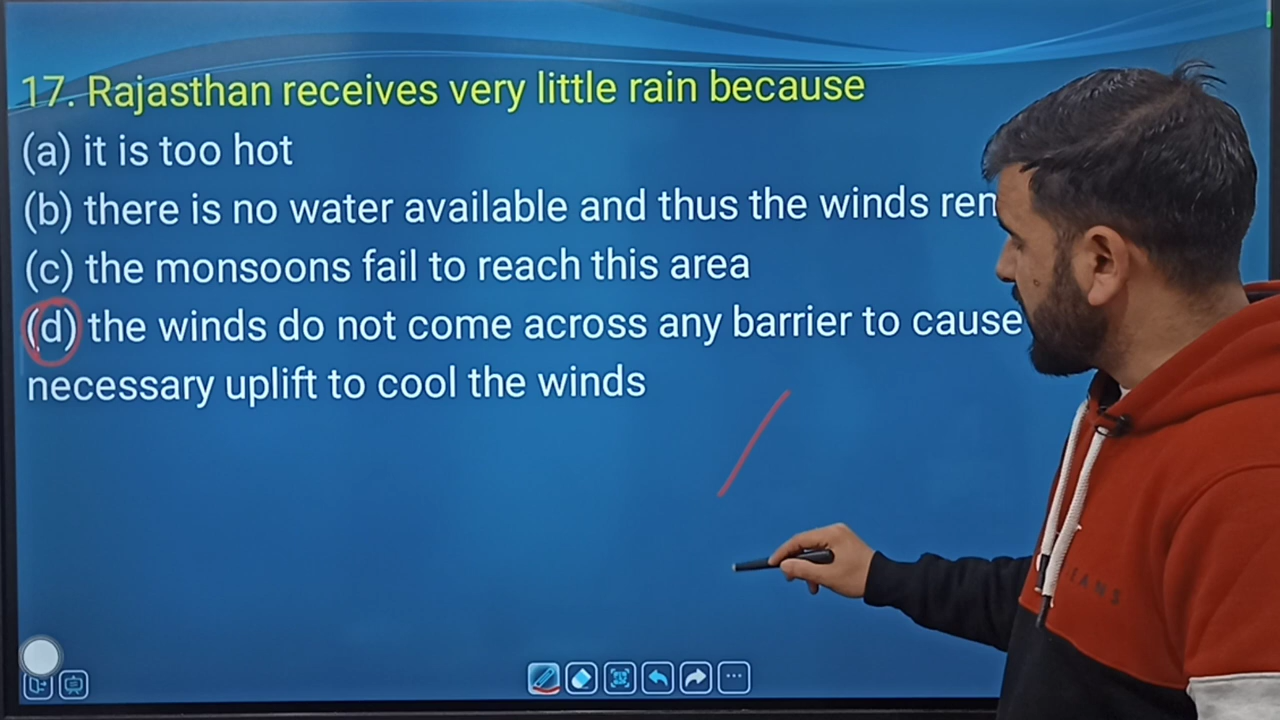 17. Rajasthan receives very little rain because
(a) it is too hot
(b) there is no water available and thus the winds
(c) the monsoons fail to reach this area
(d) the winds do not come across any barrier to cause
necessary uplift to cool the winds